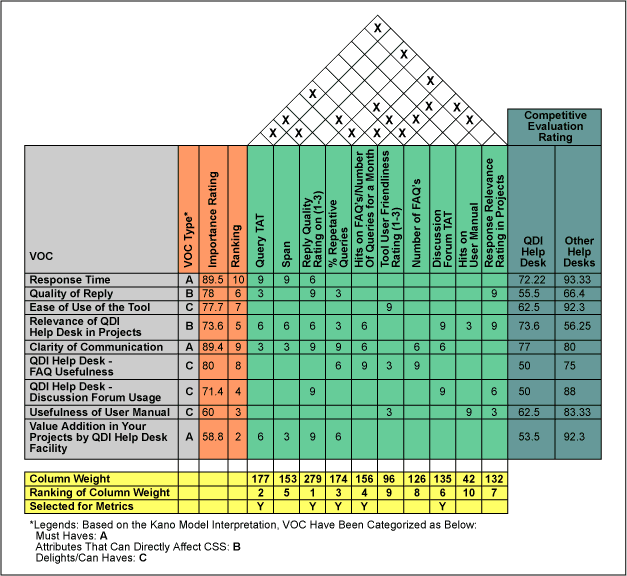 X
X
X
X X X
X X X X X
X X X X X
Competitive
Evaluation
Rating
VOC
VOC Type*
Importance Rating
Ranking
Query TAT
Span
Reply Quality
Rating on (1-3)
% Repetative
Queries
Hits on FAQ's/Number
Of Queries for a Month
Tool User Friendliness
Rating (1-3)
Number of FAQ's
Discussion
Forum TAT
Hits on
User Manual
Response Relevance
Rating in Projects
QDI
Help
Desk
Other
Help
Desks
Response Time A 89.5 10 9 9 6 72.22 93.33
Quality of Reply B 78 6 3 9 3 9 55.5 66.4
Ease of Use of the Tool C 77.7 7 9 62.5 92.3
Relevance of QDI
Help Desk in Projects B 73.6 5 6 6 6 3 6 9 3 9 73.6 56.25
Clarity of Communication A 89.4 9 3 3 9 9 6 6 6 77 80
QDI Help Desk -
FAQ Usefulness C 80 8 6 9 3 9 50 75
QDI Help Desk -
Discussion Forum Usage C 71.4 4 9 9 6 50 88
Usefulness of User Manual C 60 3 3 9 3 62.5 83.33
Value Addition in Your
Projects by QDI Help Desk
Facility A 58.8 2 6 3 9 6 53.5 92.3
Column Weight 177 153 279 174 156 96 126 135 42 132
Ranking of Column Weight 2 5 1 3 4 9 8 6 10 7
Selected for Metrics Y Y Y Y Y
*Legends: Based on the Kano Model Interpretation, VOC Have Been Categorized as Below:
Must Haves: A
Attributes That Can Directly Affect CSS: B
Delights/Can Haves: C